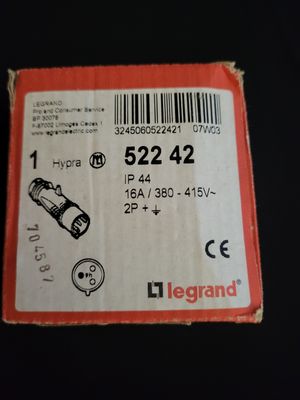 LEGRAND
Pro and Consumer Service
BP 30076
F-87002 Limoges Cedex 1
www.legrandelectric.com
3245060522421 07W03
1 Hypra 522 42
IP 44
16A / 380 - 415V~
2P +
704587
CE
legrand®